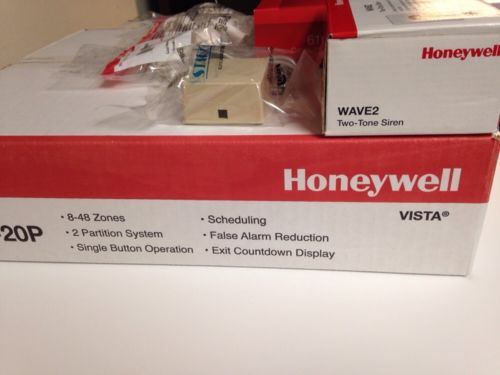 Honeywell
WAVE2
Two-Tone Siren
Honeywell
VISTA®
-20P
• 8-48 Zones
• 2 Partition System
• Single Button Operation
• Scheduling
• False Alarm Reduction
• Exit Countdown Display